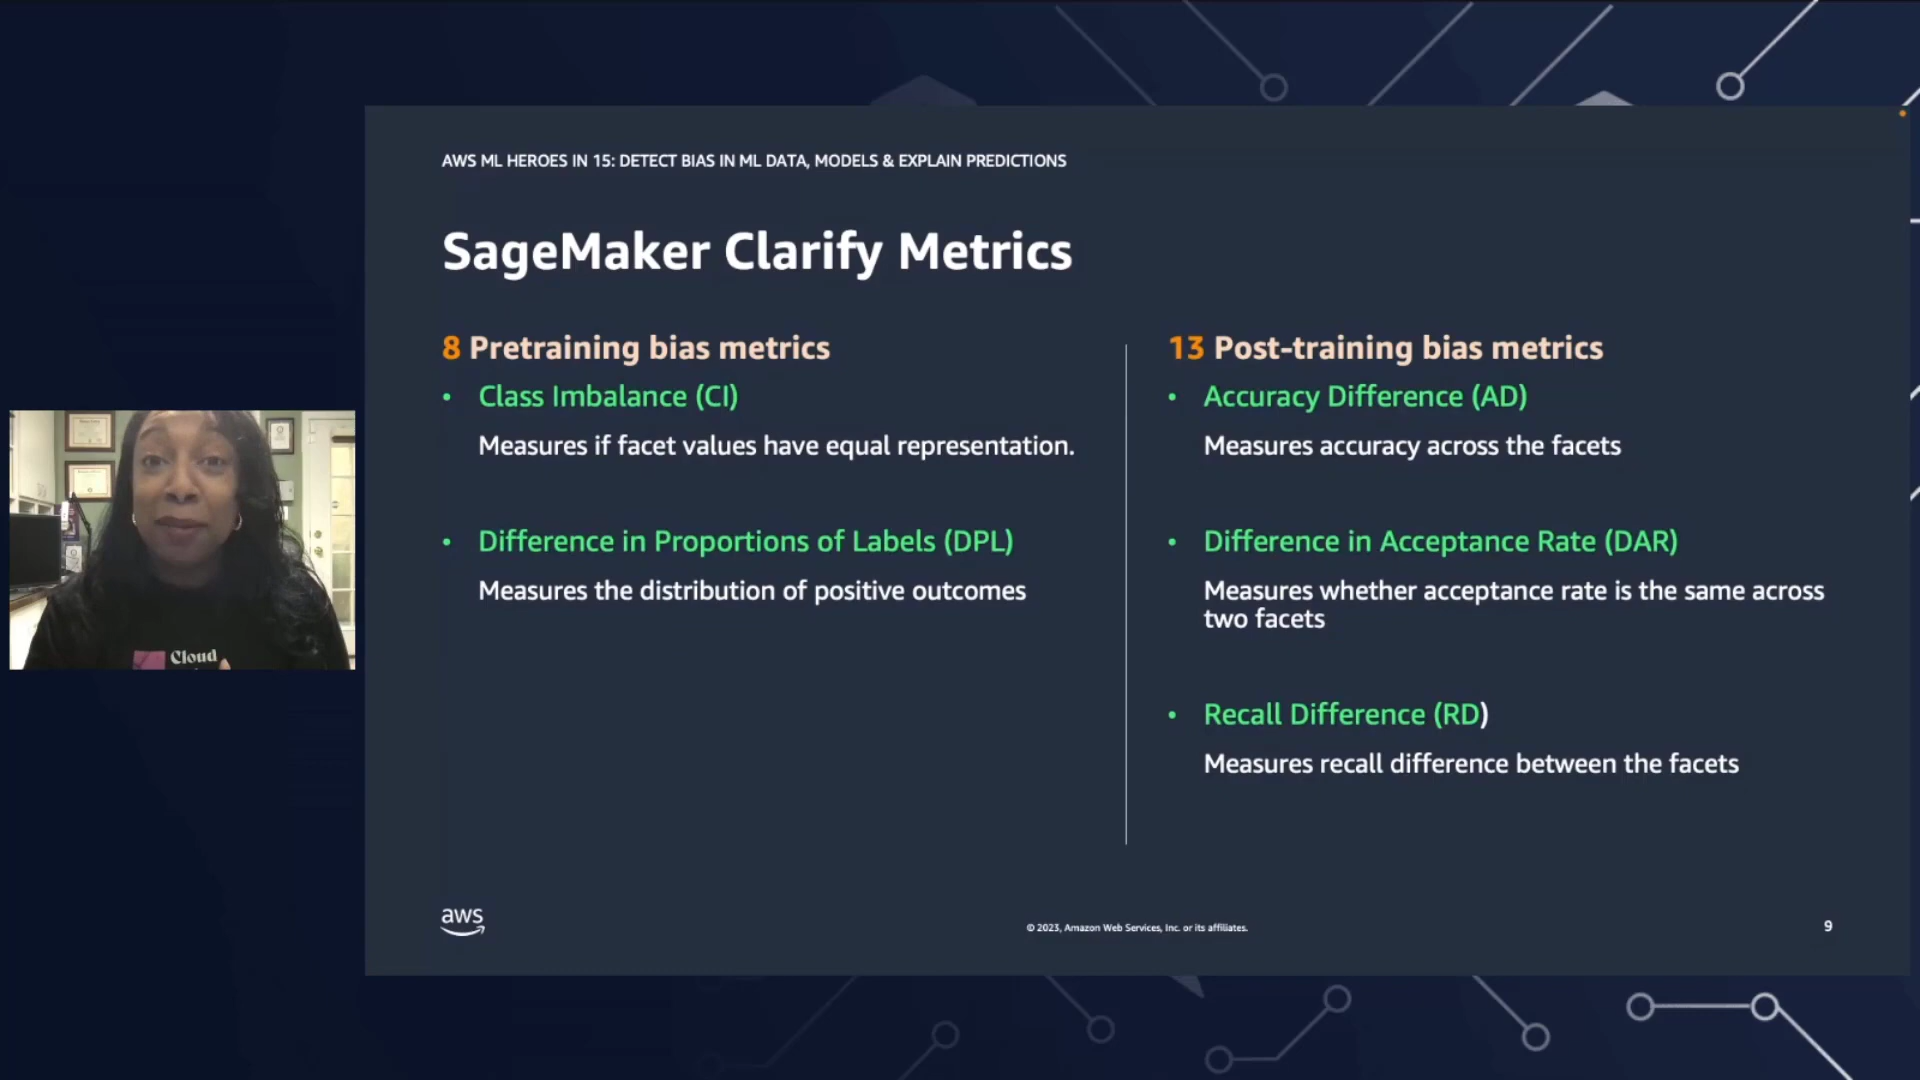 AWS ML HEROES IN 15: DETECT BIAS IN ML DATA, MODELS & EXPLAIN PREDICTIONS
SageMaker Clarify Metrics
8 Pretraining bias metrics
• Class Imbalance (CI)
Measures if facet values have equal representation.
• Difference in Proportions of Labels (DPL)
Measures the distribution of positive outcomes
13 Post-training bias metrics
• Accuracy Difference (AD)
Measures accuracy across the facets
• Difference in Acceptance Rate (DAR)
Measures whether acceptance rate is the same across
two facets
• Recall Difference (RD)
Measures recall difference between the facets
Cloud
aws
© 2023, Amazon Web Services, Inc. or its affiliates.
9